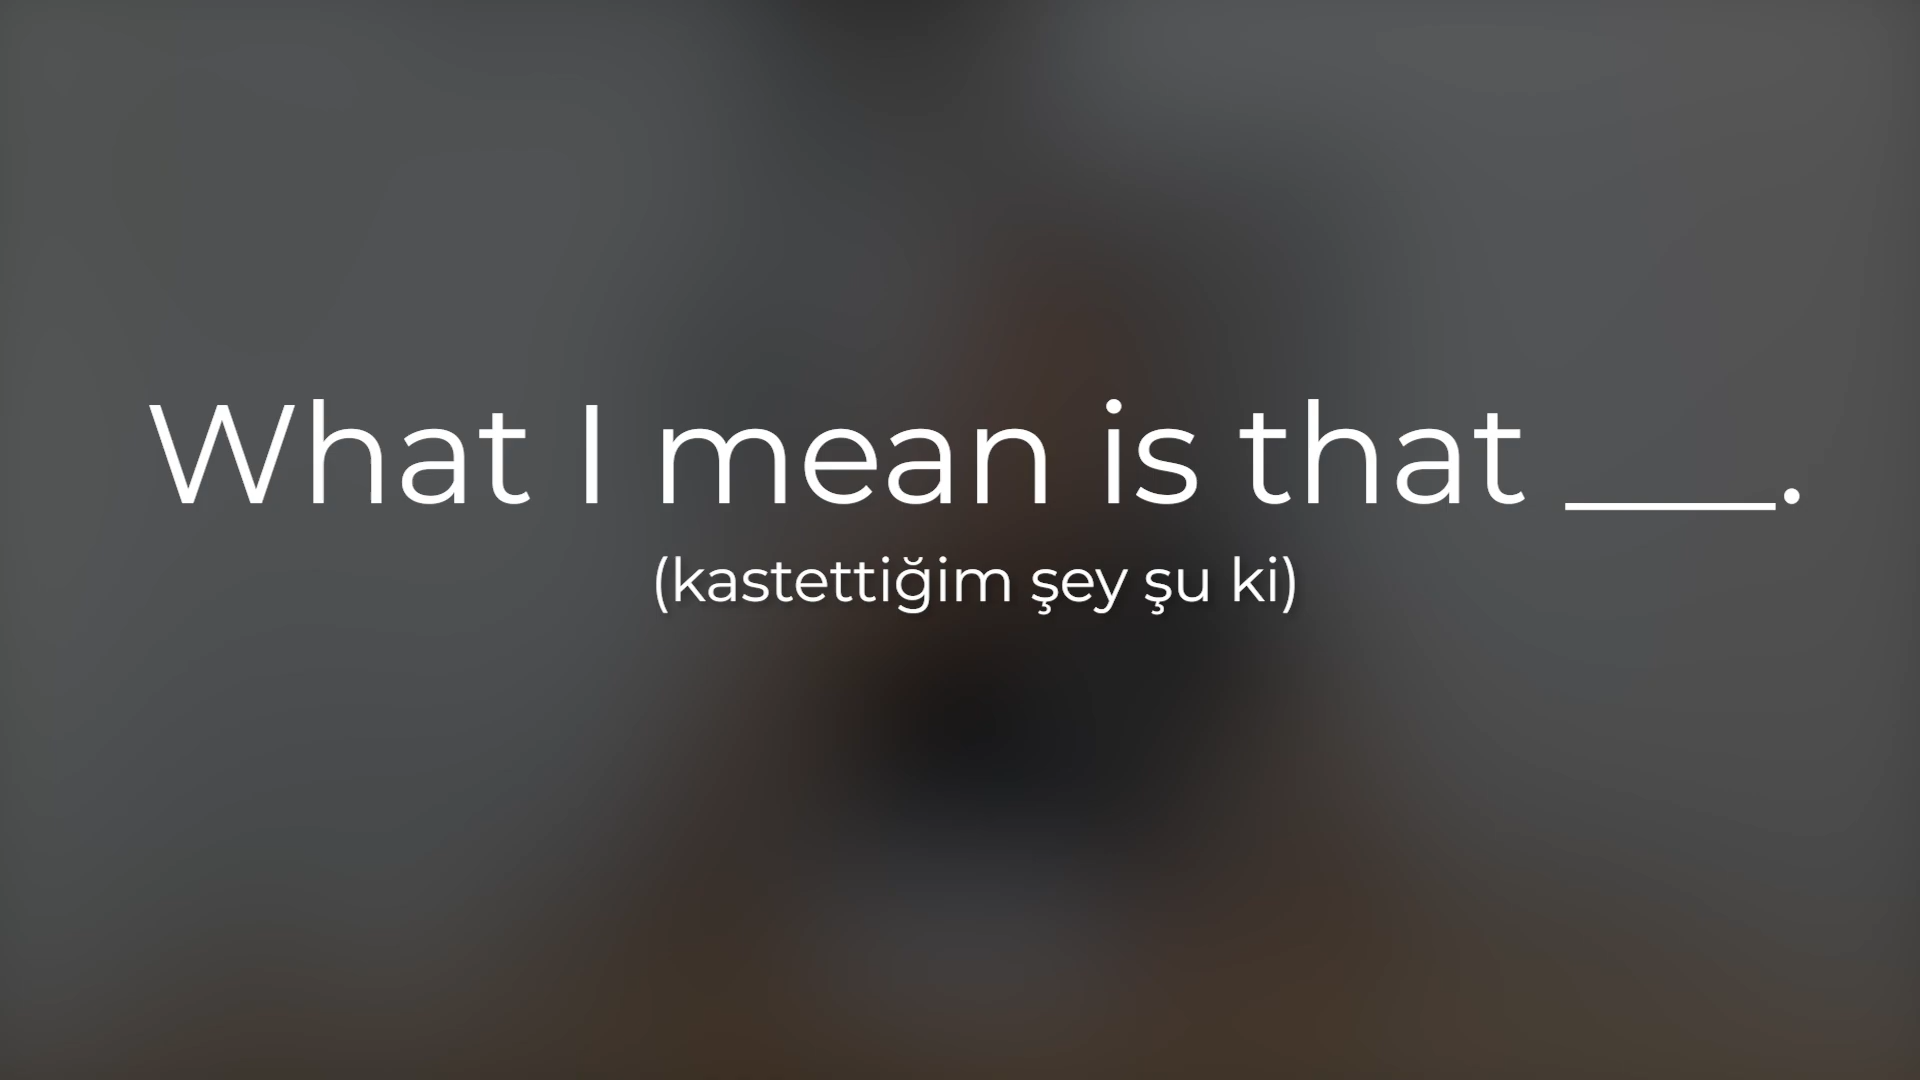 What I mean is that ___.
(kastettiğim şey şu ki)